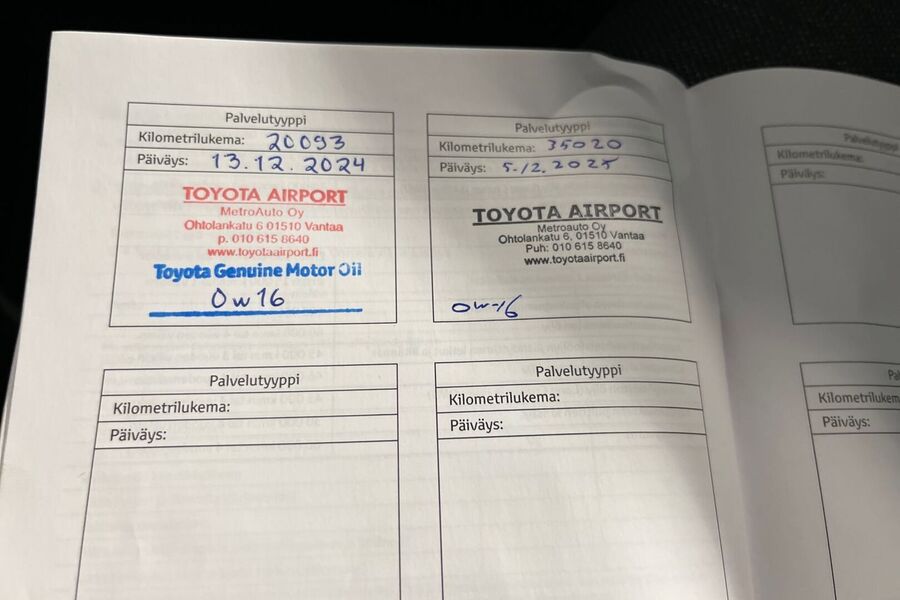 Palvelutyyppi
Kilometrilukema: 20093
Päiväys: 13.12.2024
TOYOTA AIRPORT
MetroAuto Oy
Ohtolankatu 6 01510 Vantaa
p. 010 615 8640
www.toyotaairport.fi
Toyota Genuine Motor Oil
0w16
Palvelutyyppi
Kilometrilukema: 35020
Päiväys: 5.12.2025
TOYOTA AIRPORT
Metroauto Oy
Ohtolankatu 6, 01510 Vantaa
Puh: 010 615 8640
www.toyotaairport.fi
0w-16
Palvelutyyppi
Kilometrilukema:
Päiväys:
Palvelutyyppi
Kilometrilukema:
Päiväys:
Palvelutyyppi
Kilometrilukema:
Päiväys:
Kilometrilukem
Päiväys: